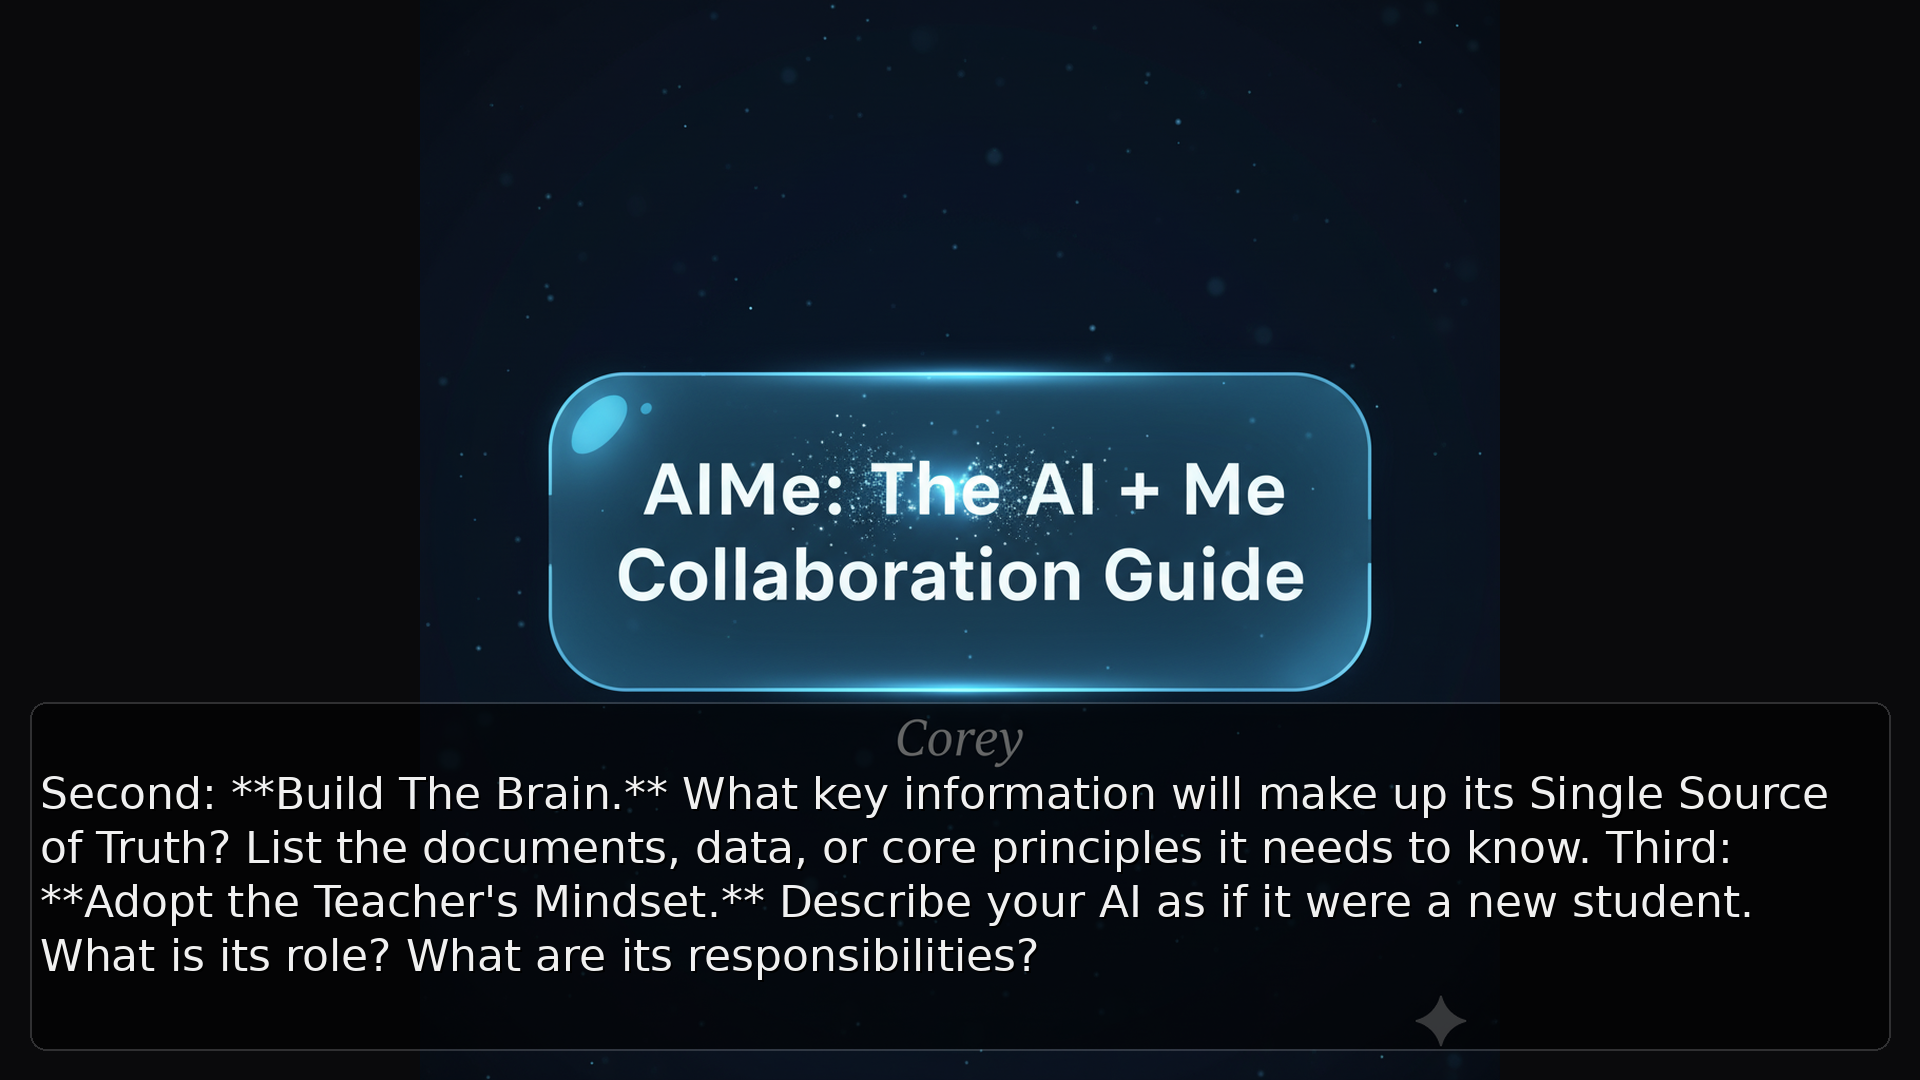 AIMe: The AI + Me
Collaboration Guide
Corey
Second: **Build The Brain.** What key information will make up its Single Source
of Truth? List the documents, data, or core principles it needs to know. Third:
**Adopt the Teacher's Mindset.** Describe your AI as if it were a new student.
What is its role? What are its responsibilities?